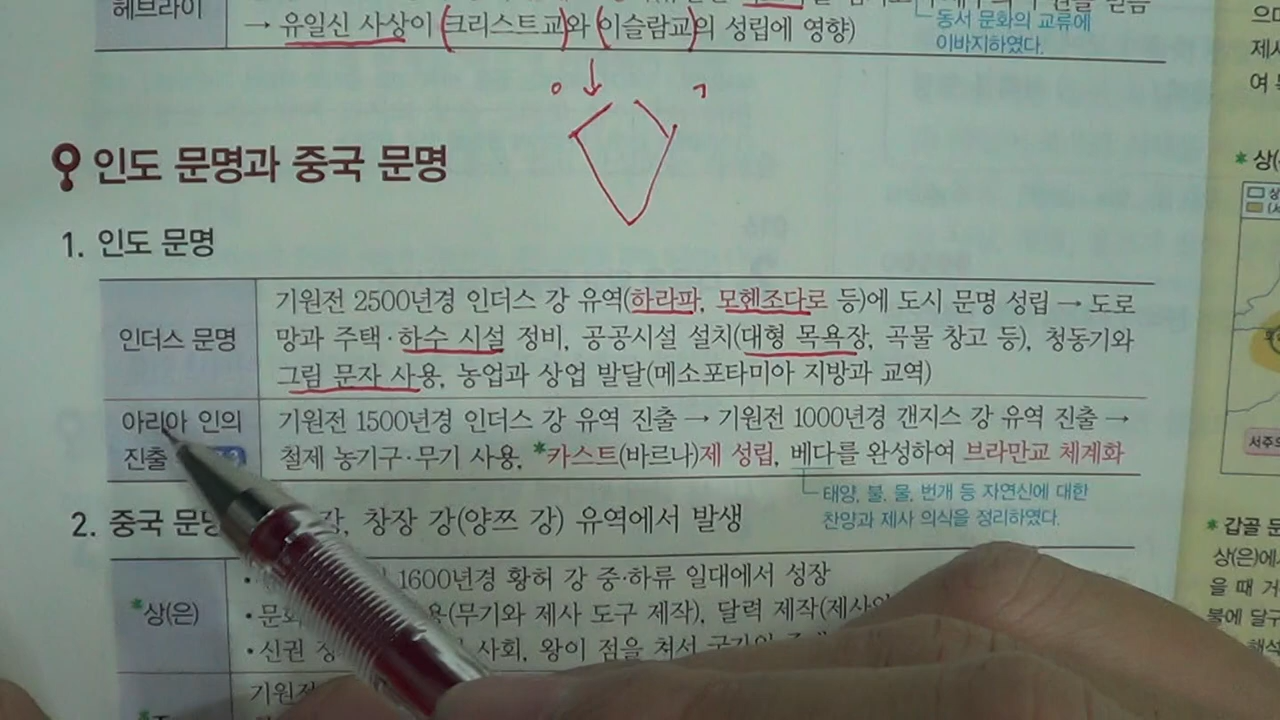 헤브라이
→ 유일신 사상이 (크리스트교)와 (이슬람교)의 성립에 영향)
동서 문화의 교류에
이바지하였다.
인도 문명과 중국 문명
1. 인도 문명
인더스 문명
기원전 2500년경 인더스 강 유역(하라파, 모헨조다로 등)에 도시 문명 성립 → 도로
망과 주택·하수 시설 정비, 공공시설 설치(대형 목욕장, 곡물 창고 등), 청동기와
그림 문자 사용, 농업과 상업 발달(메소포타미아 지방과 교역)
아리아 인의
진출
기원전 1500년경 인더스 강 유역 진출 → 기원전 1000년경 갠지스 강 유역 진출 →
철제 농기구·무기 사용, *카스트(바르나)제 성립, 베다를 완성하여 브라만교 체계화
태양, 불, 물, 번개 등 자연신에 대한
찬양과 제사 의식을 정리하였다.
2. 중국 문명 창장 강(양쯔 강) 유역에서 발생
*상(은)
1600년경 황허 강 중·하류 일대에서 성장
(무기와 제사 도구 제작), 달력 제작
• 신권 사회, 왕이 점을 쳐서
기원전
제사
여
* 상(
서주의
* 갑골 문
상(은)에서
을 때 거
불에 달구
해석